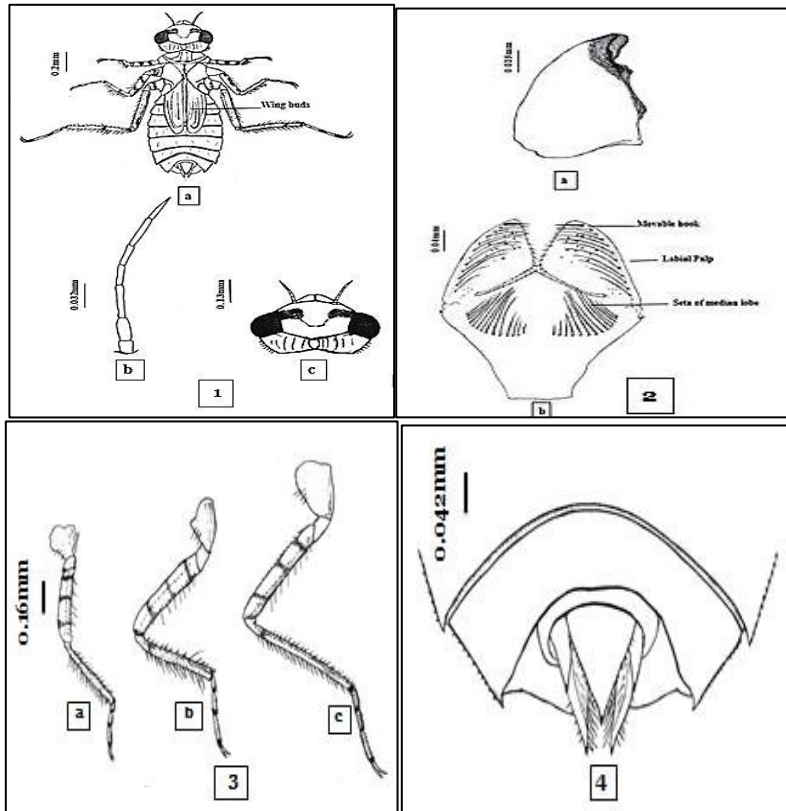 0.2mm
Wing buds
a
0.032mm
0.13mm
b
c
1
0.028mm
a
0.04mm
Movable hook
Labial Pulp
Seta of median lobe
b
2
0.16mm
a
b
c
3
0.042mm
4